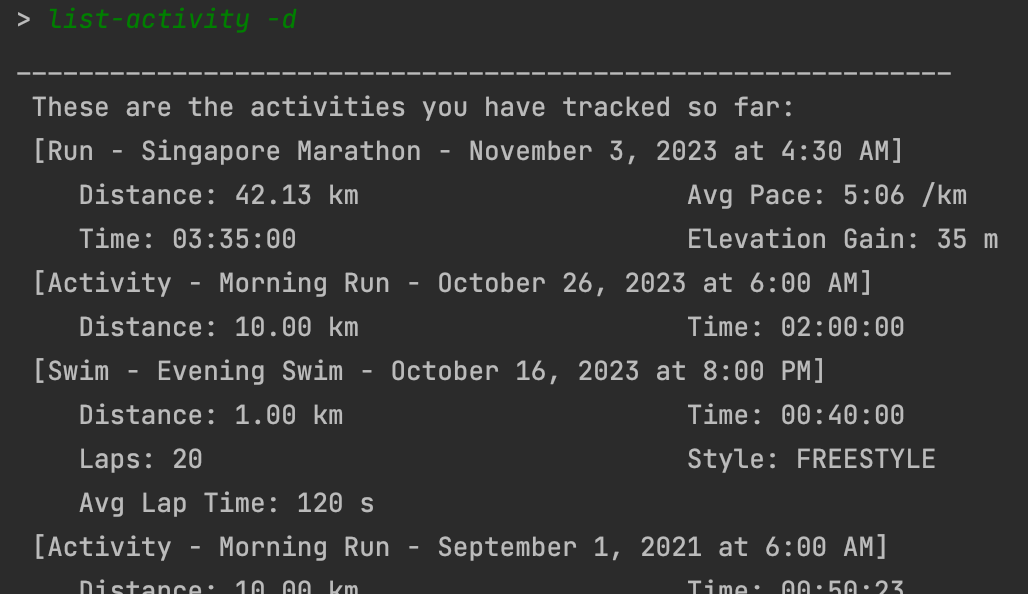 > list-activity -d
____________________________________________________________
These are the activities you have tracked so far:
[Run - Singapore Marathon - November 3, 2023 at 4:30 AM]
Distance: 42.13 km Avg Pace: 5:06 /km
Time: 03:35:00 Elevation Gain: 35 m
[Activity - Morning Run - October 26, 2023 at 6:00 AM]
Distance: 10.00 km Time: 02:00:00
[Swim - Evening Swim - October 16, 2023 at 8:00 PM]
Distance: 1.00 km Time: 00:40:00
Laps: 20 Style: FREESTYLE
Avg Lap Time: 120 s
[Activity - Morning Run - September 1, 2021 at 6:00 AM]
Distance: 10.00 km Time: 00:50:23